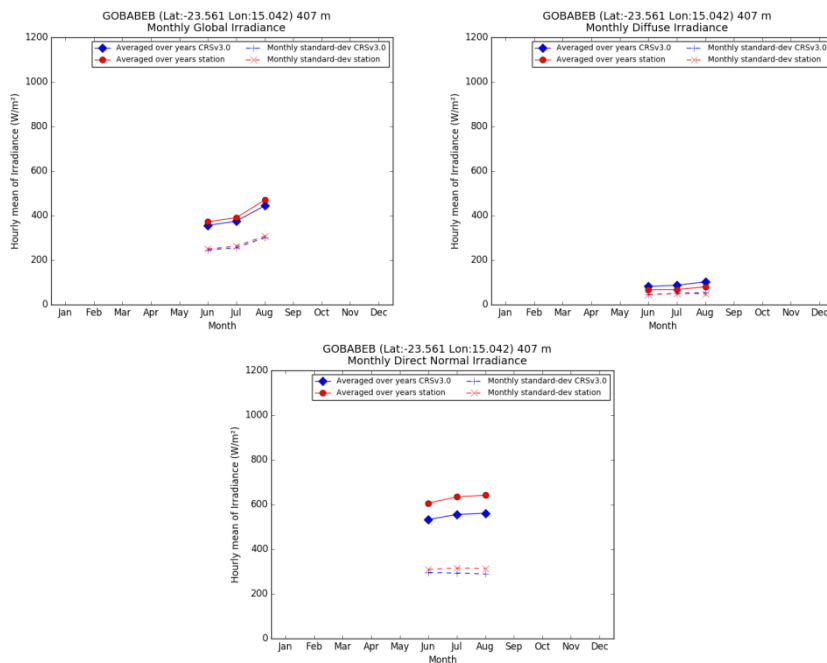 GOBABEB (Lat:-23.561 Lon:15.042) 407 m
Monthly Global Irradiance
Averaged over years CRSv3.0
Averaged over years station
Monthly standard-dev CRSv3.0
Monthly standard-dev station
1200
1000
800
600
400
200
0
Hourly mean of Irradiance (W/m²)
Jan Feb Mar Apr May Jun Jul Aug Sep Oct Nov Dec
Month
GOBABEB (Lat:-23.561 Lon:15.042) 407 m
Monthly Diffuse Irradiance
Averaged over years CRSv3.0
Averaged over years station
Monthly standard-dev CRSv3.0
Monthly standard-dev station
1200
1000
800
600
400
200
0
Hourly mean of Irradiance (W/m²)
Jan Feb Mar Apr May Jun Jul Aug Sep Oct Nov Dec
Month
GOBABEB (Lat:-23.561 Lon:15.042) 407 m
Monthly Direct Normal Irradiance
Averaged over years CRSv3.0
Averaged over years station
Monthly standard-dev CRSv3.0
Monthly standard-dev station
1200
1000
800
600
400
200
0
Hourly mean of Irradiance (W/m²)
Jan Feb Mar Apr May Jun Jul Aug Sep Oct Nov Dec
Month